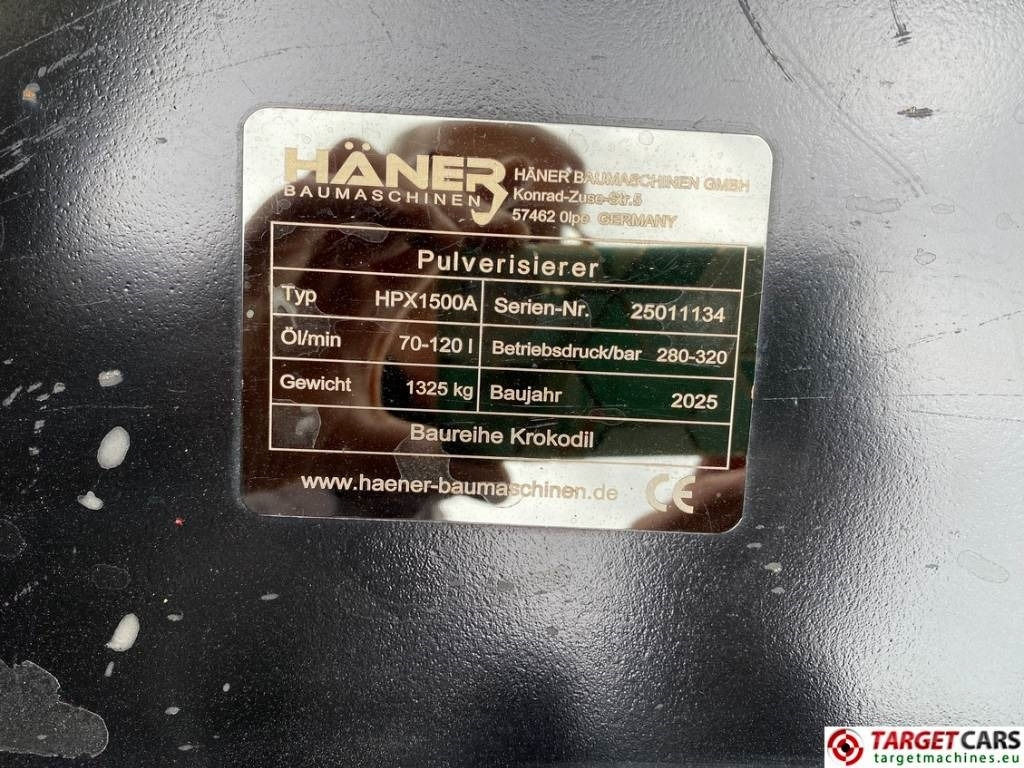 HÄNER
BAUMASCHINEN
HÄNER BAUMASCHINEN GMBH
Konrad-Zuse-Str.5
57462 Olpe GERMANY
Pulverisierer
Typ HPX1500A Serien-Nr. 25011134
Öl/min 70-120 l Betriebsdruck/bar 280-320
Gewicht 1325 kg Baujahr 2025
Baureihe Krokodil
www.haener-baumaschinen.de CE
TARGETCARS
targetmachines.eu